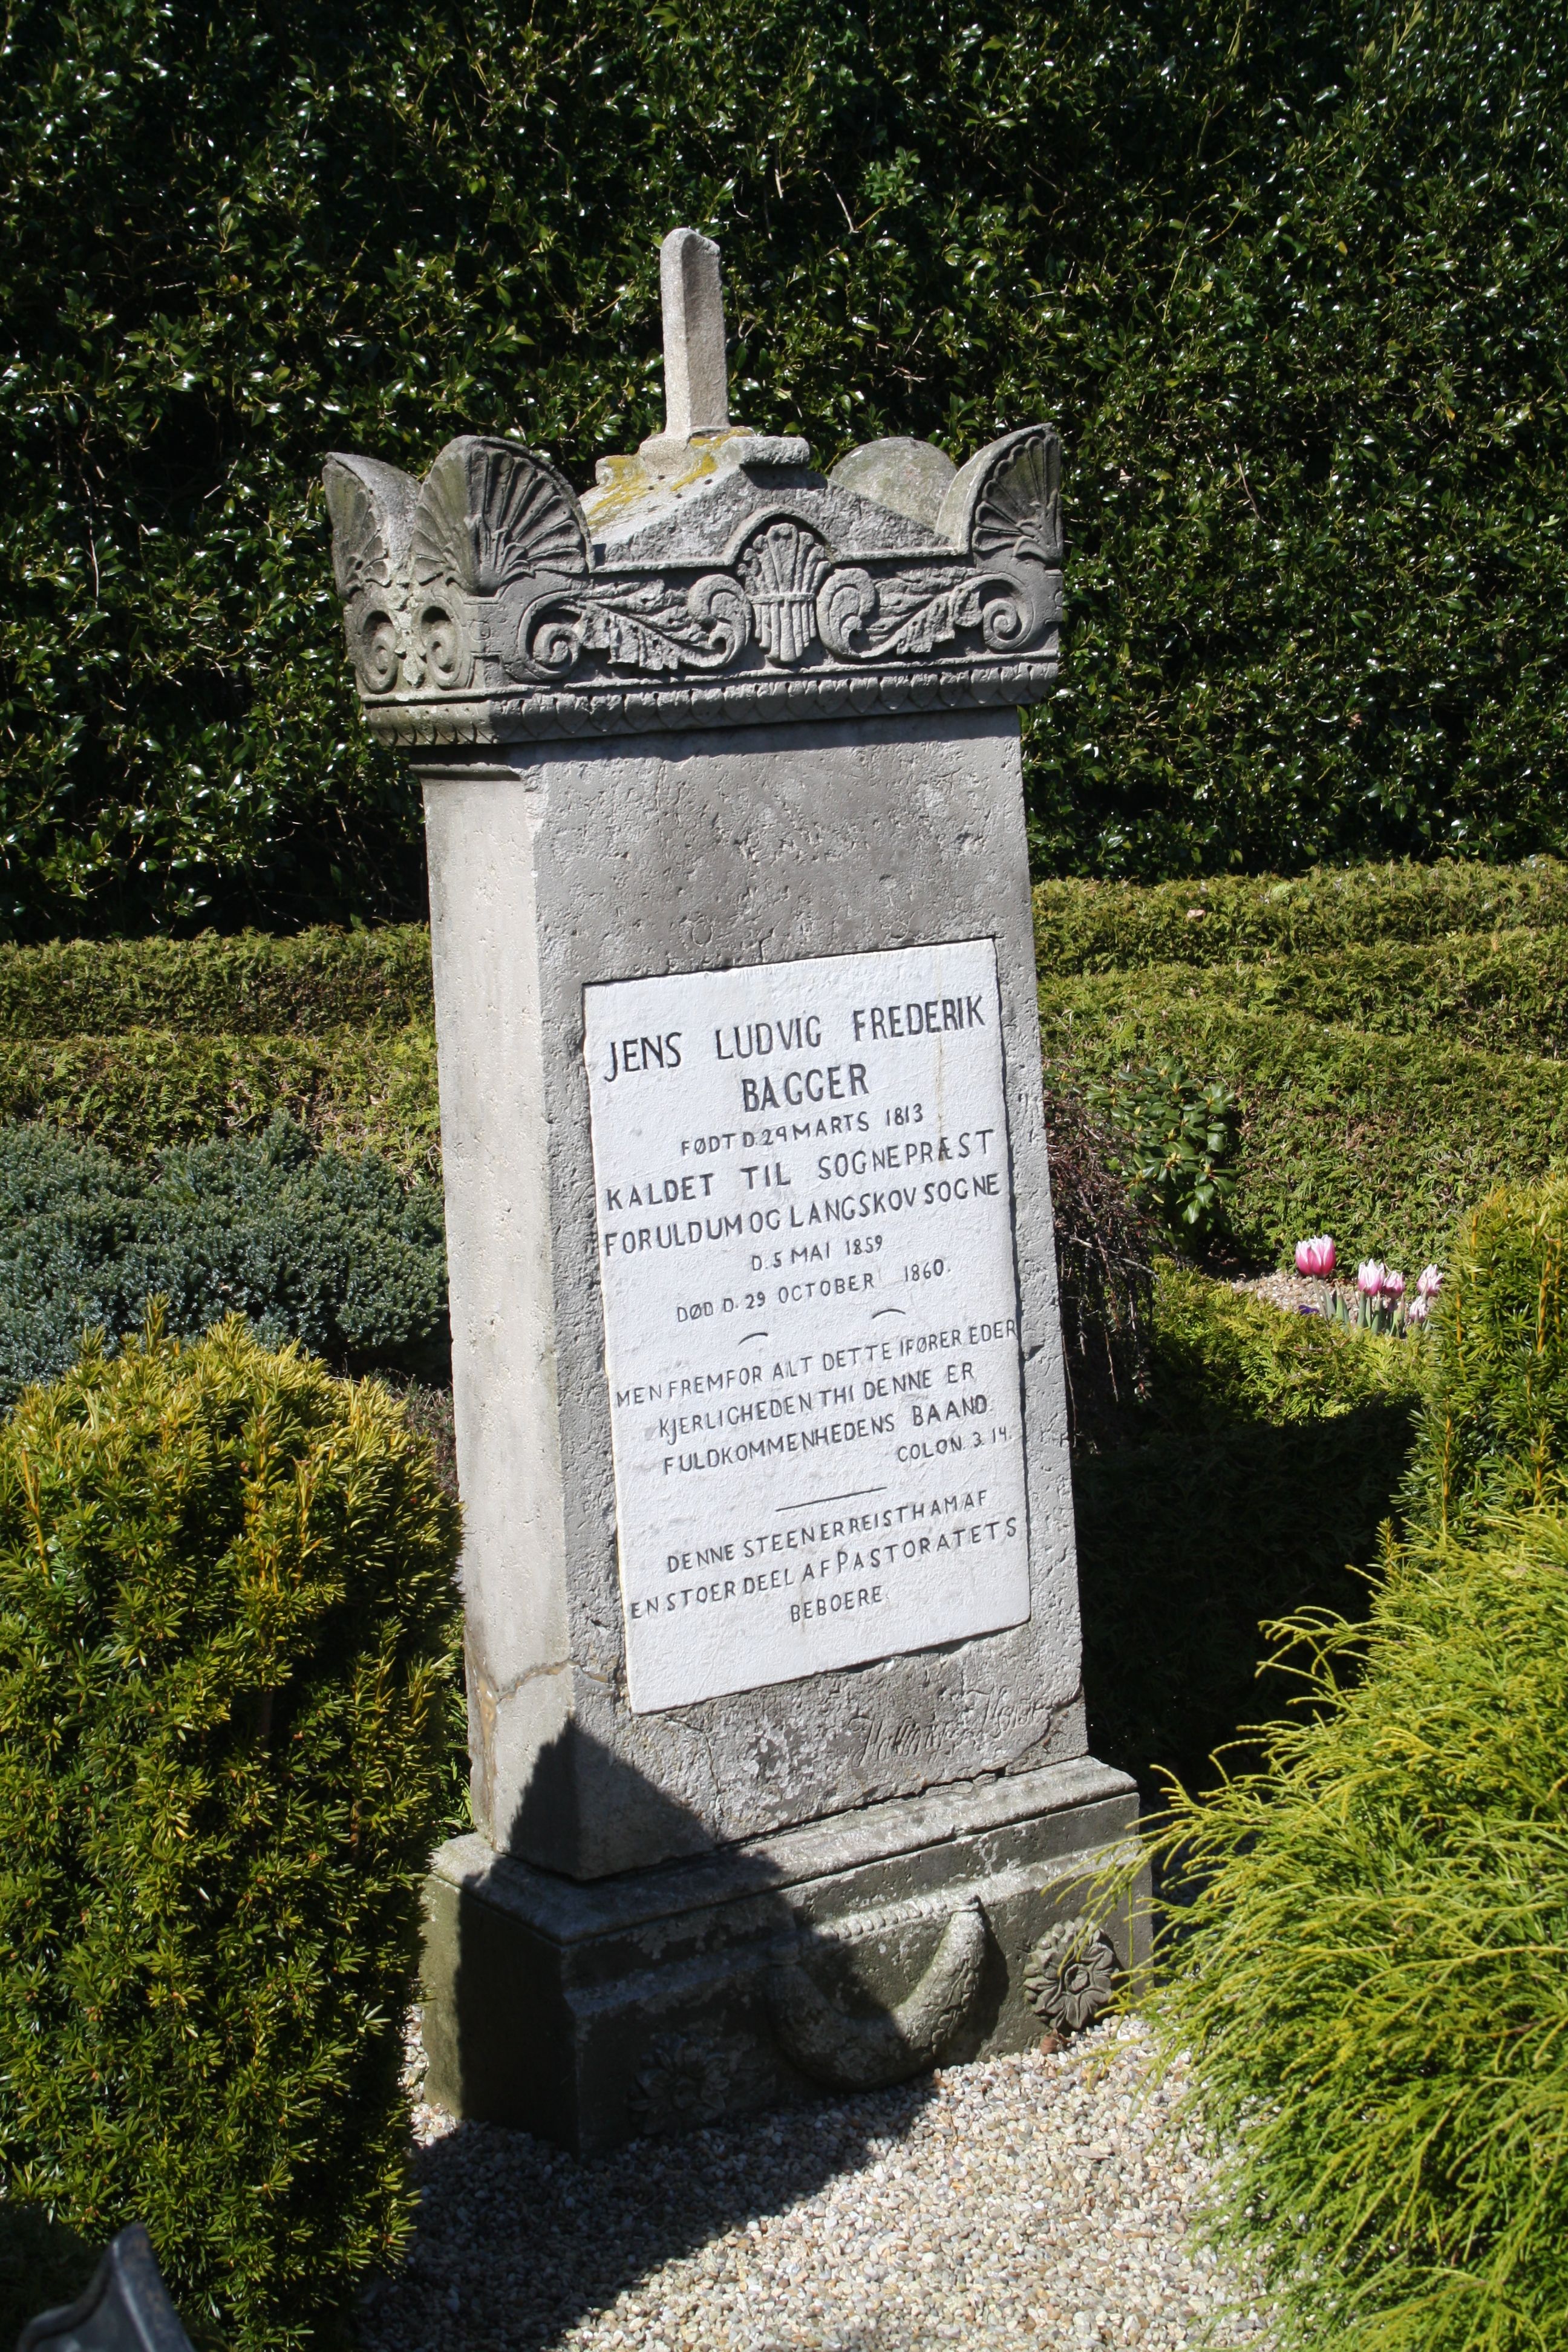 JENS LUDVIG FREDERIK
BAGGER
FØDT D. 29 MARTS 1813
KALDET TIL SOGNEPRÆST
FOR ULDUM OG LANGSKOV SOGNE
D. 5 MAI 1859
DØD D. 29 OCTOBER 1860.
MEN FREMFOR ALT DETTE IFØRER EDER
KJERLIGHEDEN THI DENNE ER
FULDKOMMENHEDENS BAAND.
COLON. 3. 14.
DENNE STEEN ER REIST HAM AF
EN STOER DEEL AF PASTORATETS
BEBOERE